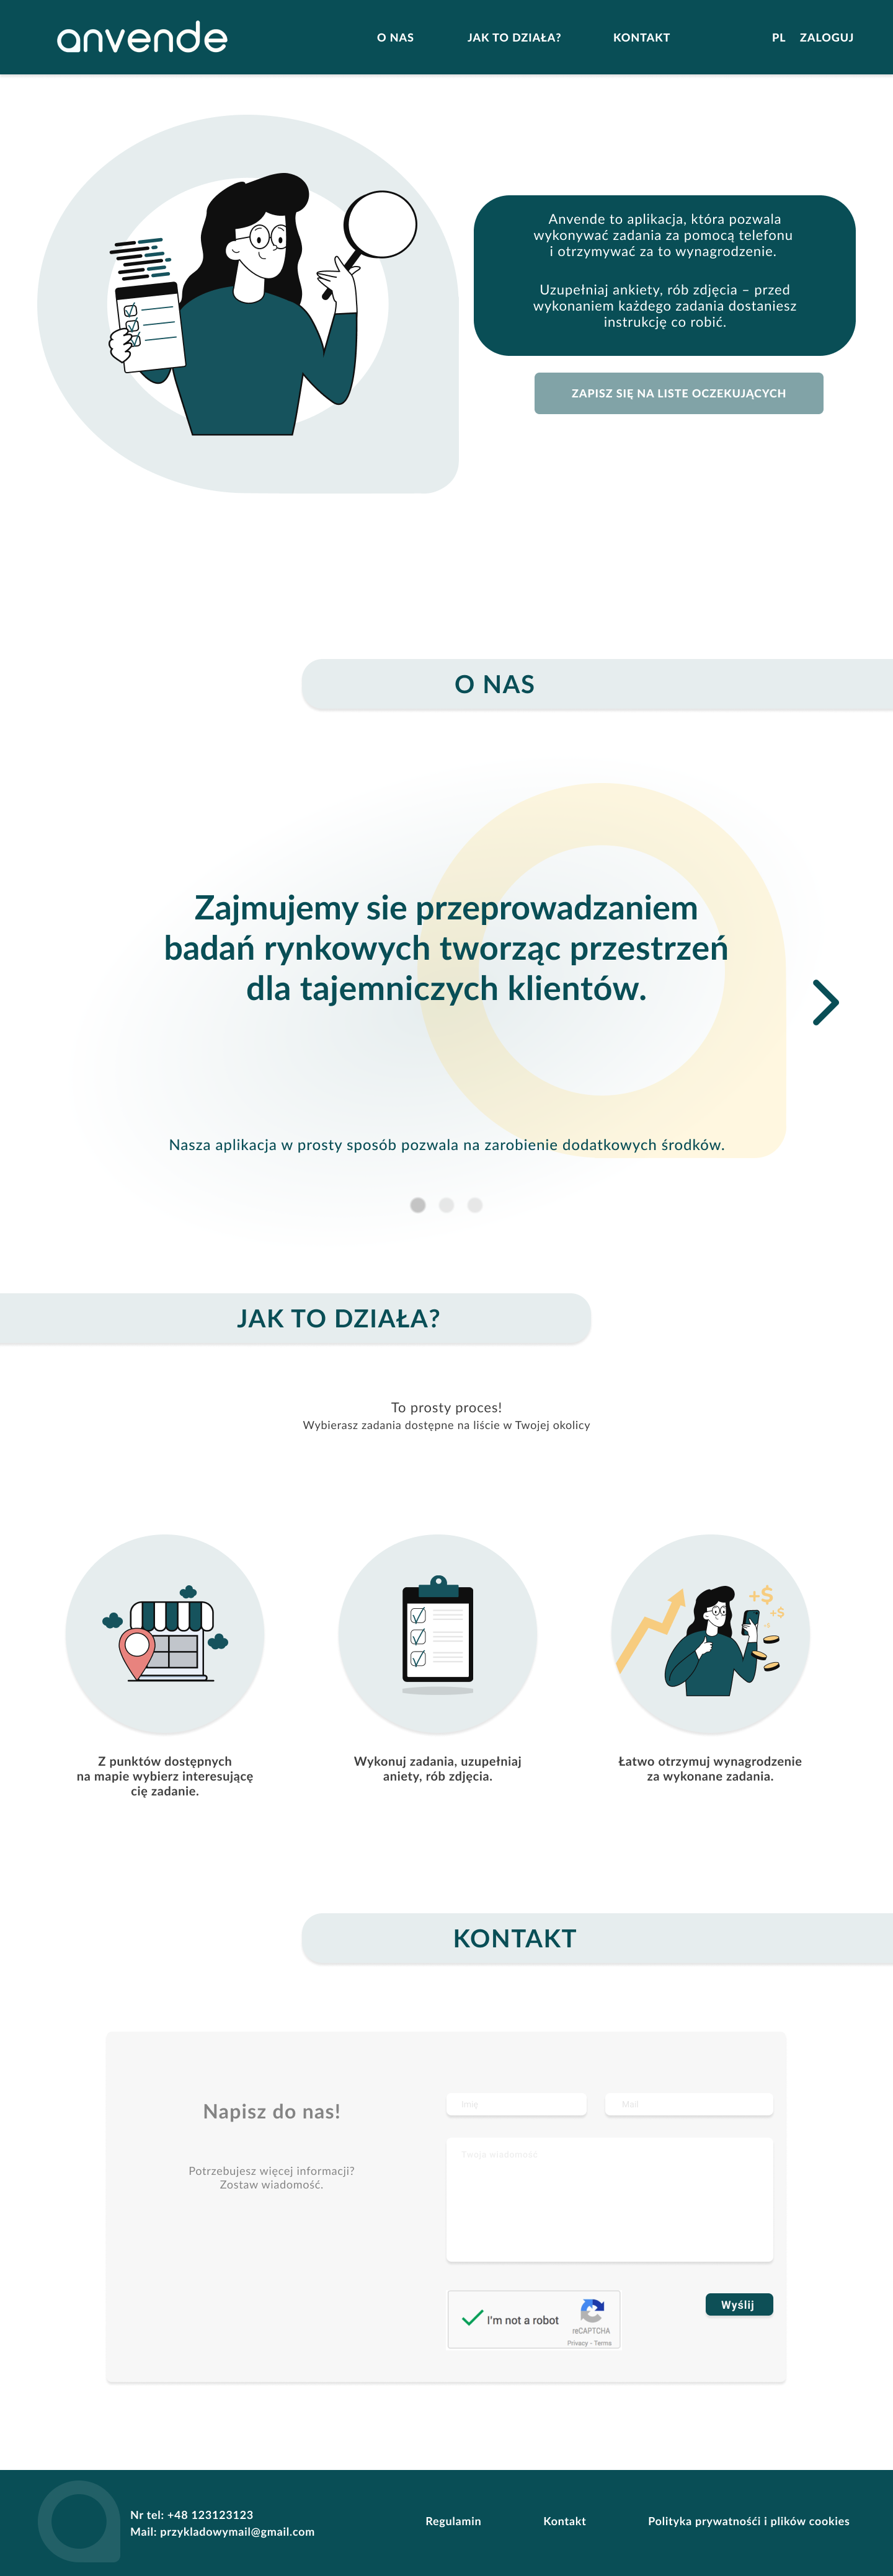 anvende
O NAS
JAK TO DZIAŁA?
KONTAKT
PL
ZALOGUJ
Anvende to aplikacja, która pozwala
wykonywać zadania za pomocą telefonu
i otrzymywać za to wynagrodzenie.
Uzupełniaj ankiety, rób zdjęcia – przed
wykonaniem każdego zadania dostaniesz
instrukcję co robić.
ZAPISZ SIĘ NA LISTE OCZEKUJĄCYCH
O NAS
Zajmujemy sie przeprowadzaniem
badań rynkowych tworząc przestrzeń
dla tajemniczych klientów.
Nasza aplikacja w prosty sposób pozwala na zarobienie dodatkowych środków.
JAK TO DZIAŁA?
To prosty proces!
Wybierasz zadania dostępne na liście w Twojej okolicy
+$
+$
Z punktów dostępnych
na mapie wybierz interesującę
cię zadanie.
Wykonuj zadania, uzupełniaj
aniety, rób zdjęcia.
Łatwo otrzymuj wynagrodzenie
za wykonane zadania.
KONTAKT
Napisz do nas!
Potrzebujesz więcej informacji?
Zostaw wiadomość.
Imię
Mail
Twoja wiadomość
I'm not a robot
reCAPTCHA
Privacy - Terms
Wyślij
Nr tel: +48 123123123
Mail: przykladowymail@gmail.com
Regulamin
Kontakt
Polityka prywatnośći i plików cookies